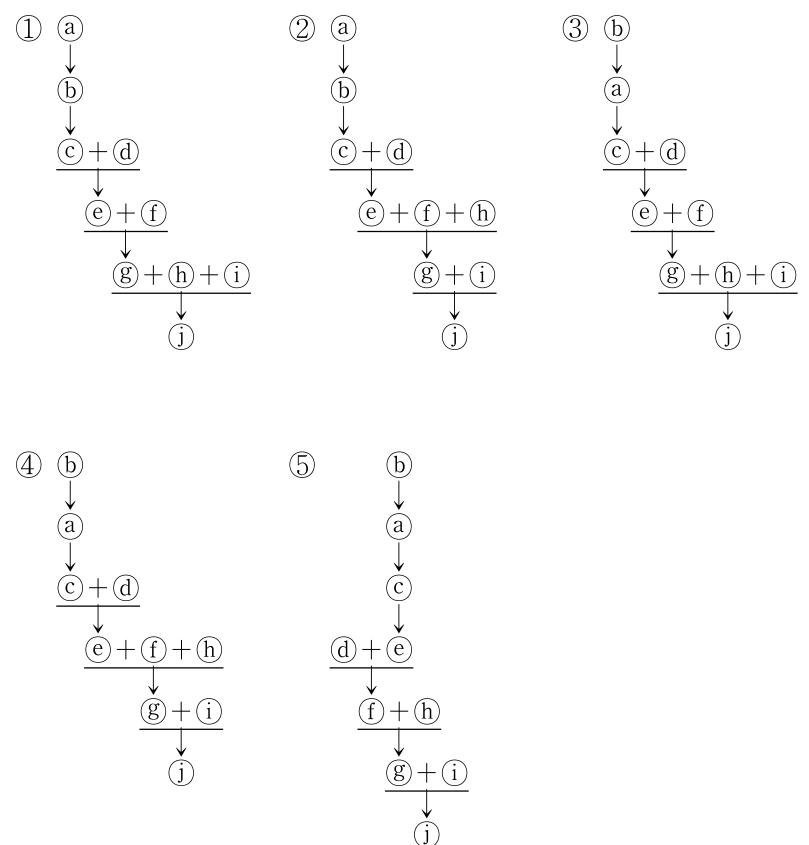 ① ⓐ ② ⓐ ③ ⓑ
ⓑ ⓑ ⓐ
ⓒ + ⓓ ⓒ + ⓓ ⓒ + ⓓ
ⓔ + ⓕ ⓔ + ⓕ + ⓗ ⓔ + ⓕ
ⓖ + ⓗ + ⓘ ⓖ + ⓘ ⓖ + ⓗ + ⓘ
ⓙ ⓙ ⓙ
④ ⓑ ⑤ ⓑ
ⓐ ⓐ
ⓒ + ⓓ ⓒ
ⓔ + ⓕ + ⓗ ⓓ + ⓔ
ⓖ + ⓘ ⓕ + ⓗ
ⓙ ⓖ + ⓘ
ⓙ